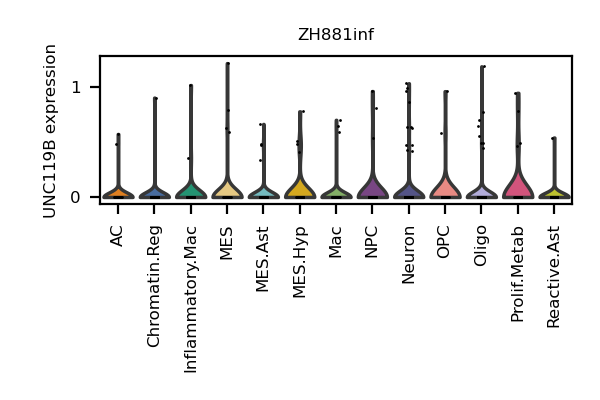 ZH881inf
UNC119B expression
1
0
AC
Chromatin.Reg
Inflammatory.Mac
MES
MES.Ast
MES.Hyp
Mac
NPC
Neuron
OPC
Oligo
Prolif.Metab
Reactive.Ast